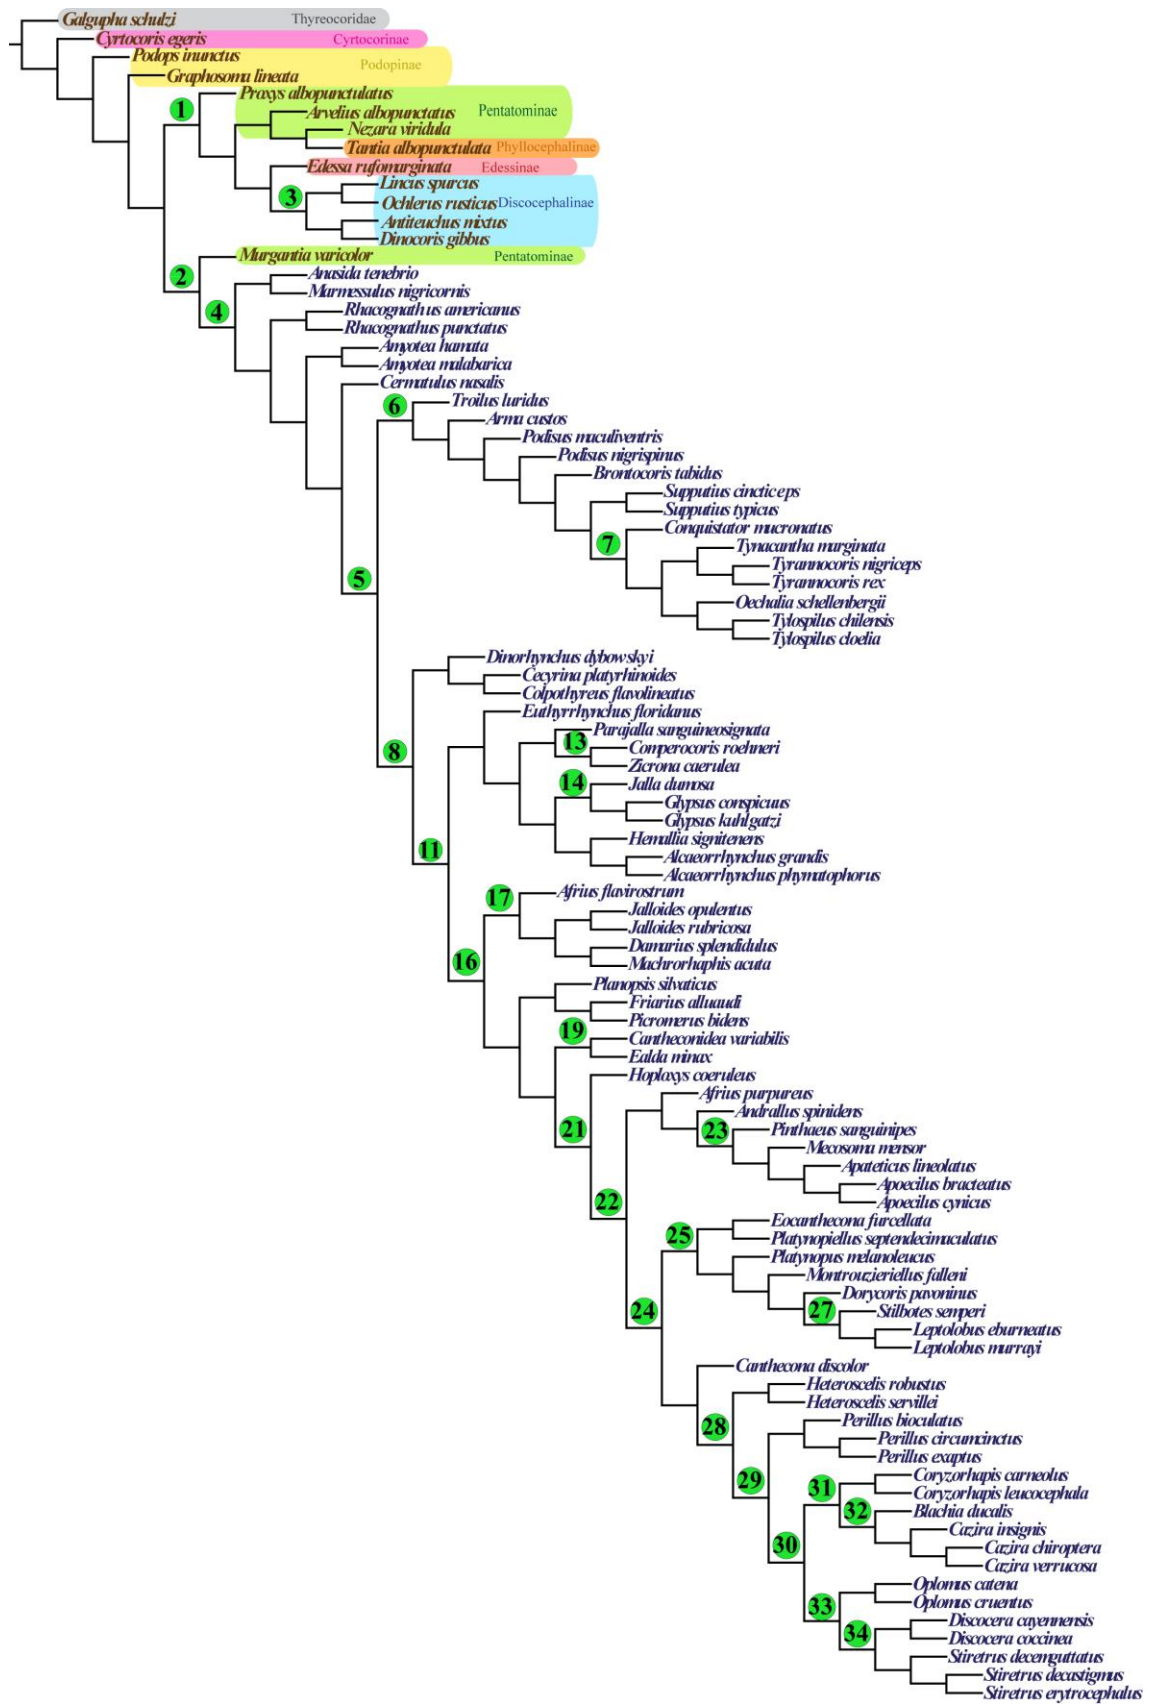 Galgupha schulzi Thyreocoridae
Cyrtocoris egeris Cyrtocorinae
Podops inunctus Podopinae
Graphosoma lineata
Proxys albopunctulatus
1 Arvelius albopunctatus Pentatominae
Nezara viridula
Tantia albopunctulata Phyllocephalinae
Edessa rufomarginata Edessinae
Lincus spurcus
3 Ochlerus rusticus Discocephalinae
Antiteuchus mixtus
Dinocoris gibbus
Murgantia varicolor Pentatominae
2 Anasida tenebrio
Marmessulus nigricornis
4 Rhacognathus americanus
Rhacognathus punctatus
Amyotea hamata
Amyotea malabarica
Cermatulus nasalis
6 Troilus luridus
Arma custos
Podisus maculiventris
Podisus nigrispinus
Brontocoris tabidus
Supputius cincticeps
Supputius typicus
Conquistator mucronatus
7 Tynacantha marginata
Tyrannocoris nigriceps
5 Tyrannocoris rex
Oechalia schellenbergii
Tylospilus chilensis
Tylospilus cloelia
Dinorhynchus dybowskyi
Cecyrina platyrhinoides
Colpothyreus flavolineatus
Euthyrrhynchus floridanus
Parajalla sanguineosignata
8 13 Comperocoris roehneri
Zicrona caerulea
14 Jalla dumosa
Glypsus conspicuus
Glypsus kuhlgatzi
Hemallia signitenens
11 Alcaeorrhynchus grandis
Alcaeorrhynchus phymatophorus
17 Afrius flavirostrum
Jalloides opulentus
Jalloides rubricosa
Damarius splendidulus
16 Machrorhaphis acuta
Planopsis silvaticus
Friarius alluaudi
Picromerus bidens
19 Cantheconidea variabilis
Ealda minax
Hoploxys coeruleus
Afrius purpureus
Andrallus spinidens
21 23 Pinthaeus sanguinipes
Mecosoma mensor
Apateticus lineolatus
Apoecilus bracteatus
22 Apoecilus cynicus
Eocanthecona furcellata
25 Platynopiellus septendecimaculatus
Platynopus melanoleucus
Montrouzieriellus falleni
Dorycoris pavoninus
24 27 Stilbotes semperi
Leptolobus eburneatus
Leptolobus murrayi
Canthecona discolor
Heteroscelis robustus
Heteroscelis servillei
28 Perillus bioculatus
Perillus circumcinctus
Perillus exaptus
29 31 Coryzorhapis carneolus
Coryzorhapis leucocephala
32 Blachia ducalis
Cazira insignis
30 Cazira chiroptera
Cazira verrucosa
Oplomus catena
33 Oplomus cruentus
Discocera cayennensis
34 Discocera coccinea
Stiretrus decemguttatus
Stiretrus decastigmus
Stiretrus erytrocephalus